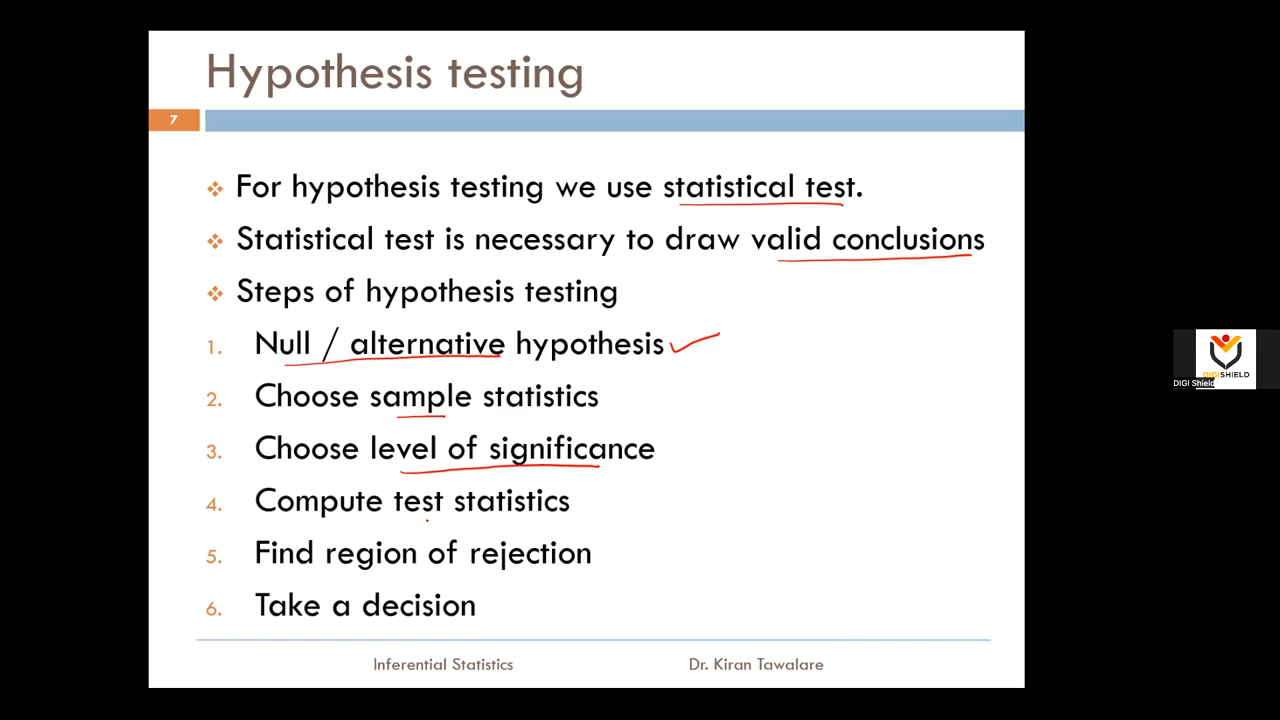 Hypothesis testing
7
❖ For hypothesis testing we use statistical test.
❖ Statistical test is necessary to draw valid conclusions
❖ Steps of hypothesis testing
1. Null / alternative hypothesis
2. Choose sample statistics
3. Choose level of significance
4. Compute test statistics
5. Find region of rejection
6. Take a decision
Inferential Statistics Dr. Kiran Tawalare
DIGISHIELD
DIGI Shield